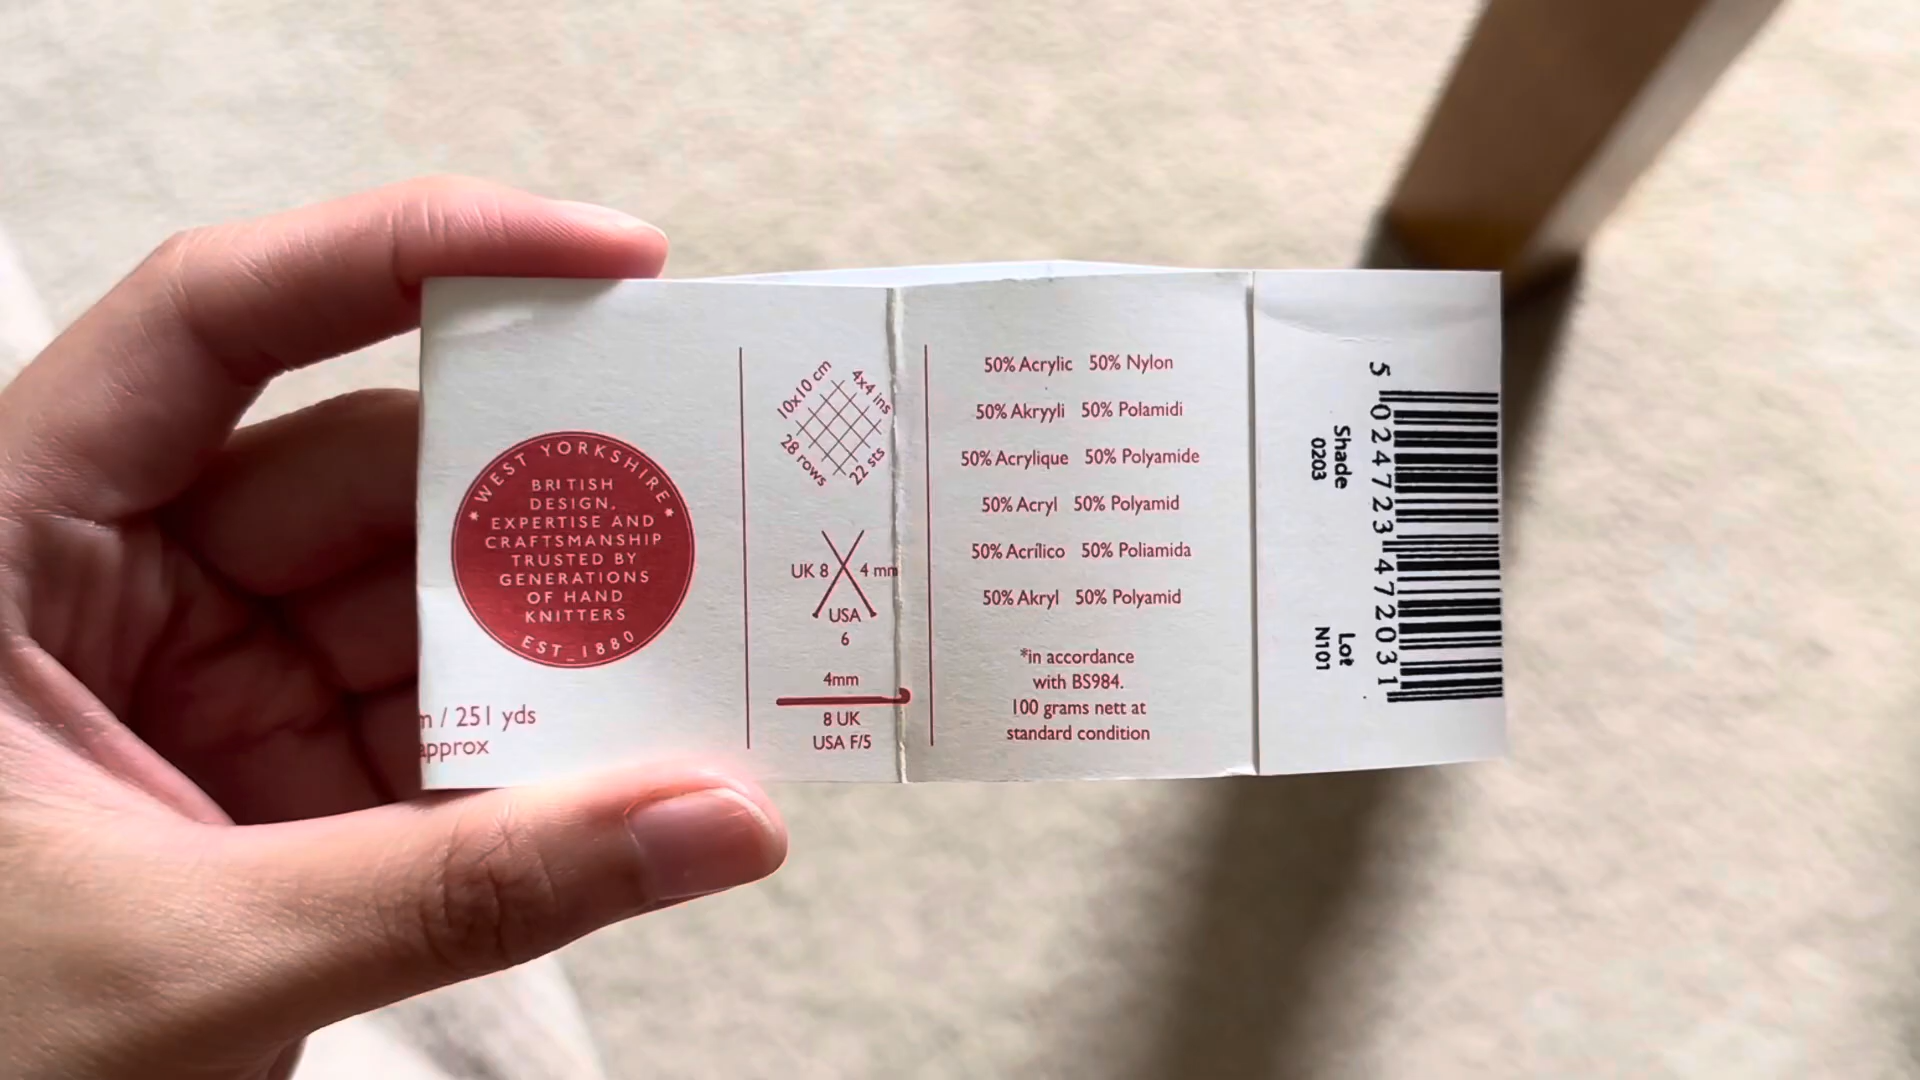 * WEST YORKSHIRE *
BRITISH
DESIGN,
EXPERTISE AND
CRAFTSMANSHIP
TRUSTED BY
GENERATIONS
OF HAND
KNITTERS
EST 1880
m / 251 yds
approx
10x10 cm
4x4 ins
28 rows
22 sts
UK 8 4 mm
USA
6
4mm
8 UK
USA F/5
50% Acrylic 50% Nylon
50% Akryyli 50% Polamidi
50% Acrylique 50% Polyamide
50% Acryl 50% Polyamid
50% Acrílico 50% Poliamida
50% Akryl 50% Polyamid
*in accordance
with BS984.
100 grams nett at
standard condition
5 024723 472031
Shade
0203
Lot
N101